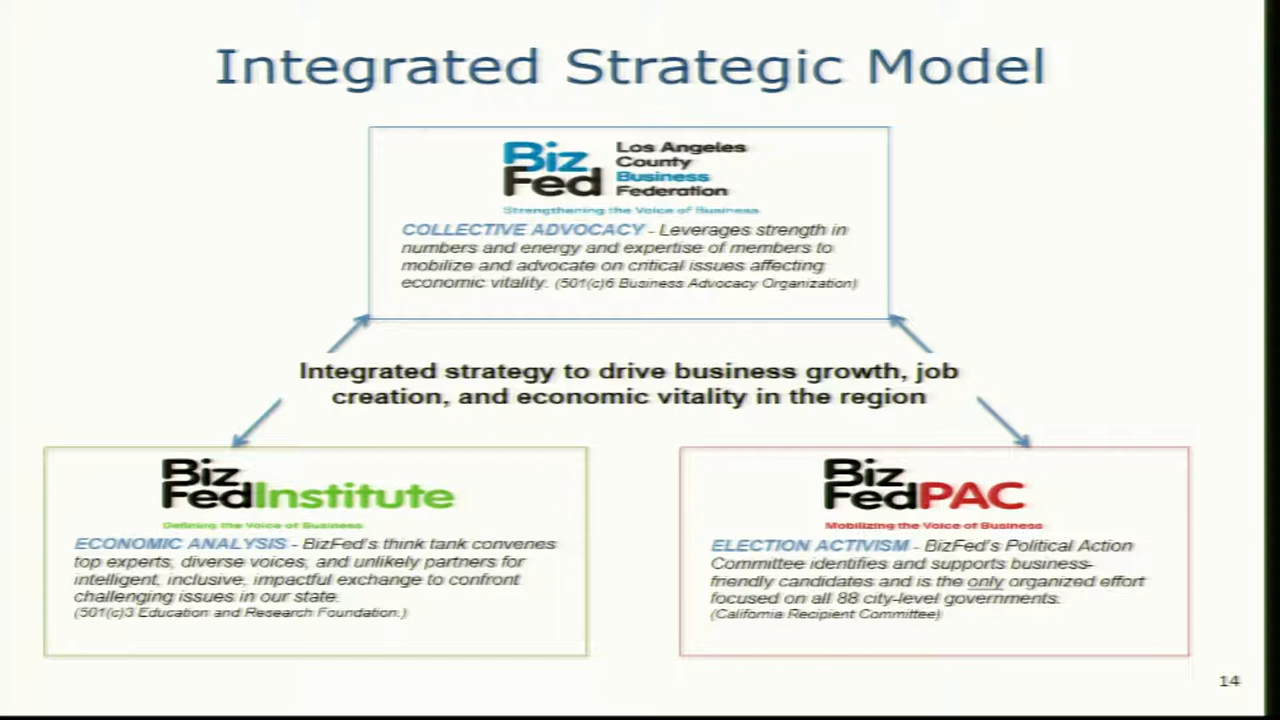 Integrated Strategic Model
Biz
Fed
Los Angeles
County
Business
Federation
Strengthening the Voice of Business
COLLECTIVE ADVOCACY - Leverages strength in
numbers and energy and expertise of members to
mobilize and advocate on critical issues affecting
economic vitality. (501(c)6 Business Advocacy Organization)
Integrated strategy to drive business growth, job
creation, and economic vitality in the region
Biz
FedInstitute
Defining the Voice of Business
ECONOMIC ANALYSIS - BizFed's think tank convenes
top experts, diverse voices, and unlikely partners for
intelligent, inclusive, impactful exchange to confront
challenging issues in our state.
(501(c)3 Education and Research Foundation.)
Biz
FedPAC
Mobilizing the Voice of Business
ELECTION ACTIVISM - BizFed's Political Action
Committee identifies and supports business-
friendly candidates and is the only organized effort
focused on all 88 city-level governments.
(California Recipient Committee)
14